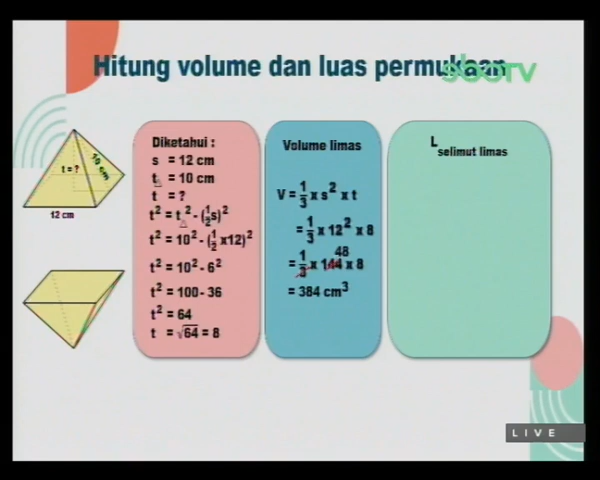 Hitung volume dan luas permukaan
sbotv
10 cm
t = ?
12 cm
Diketahui :
s = 12 cm
t△ = 10 cm
t = ?
t² = t△² - (½s)²
t² = 10² - (½ x12)²
t² = 10² - 6²
t² = 100 - 36
t² = 64
t = √64 = 8
Volume limas
V = 1/3 x s² x t
= 1/3 x 12² x 8
48
= 1/3 x 144 x 8
= 384 cm³
L selimut limas
LIVE